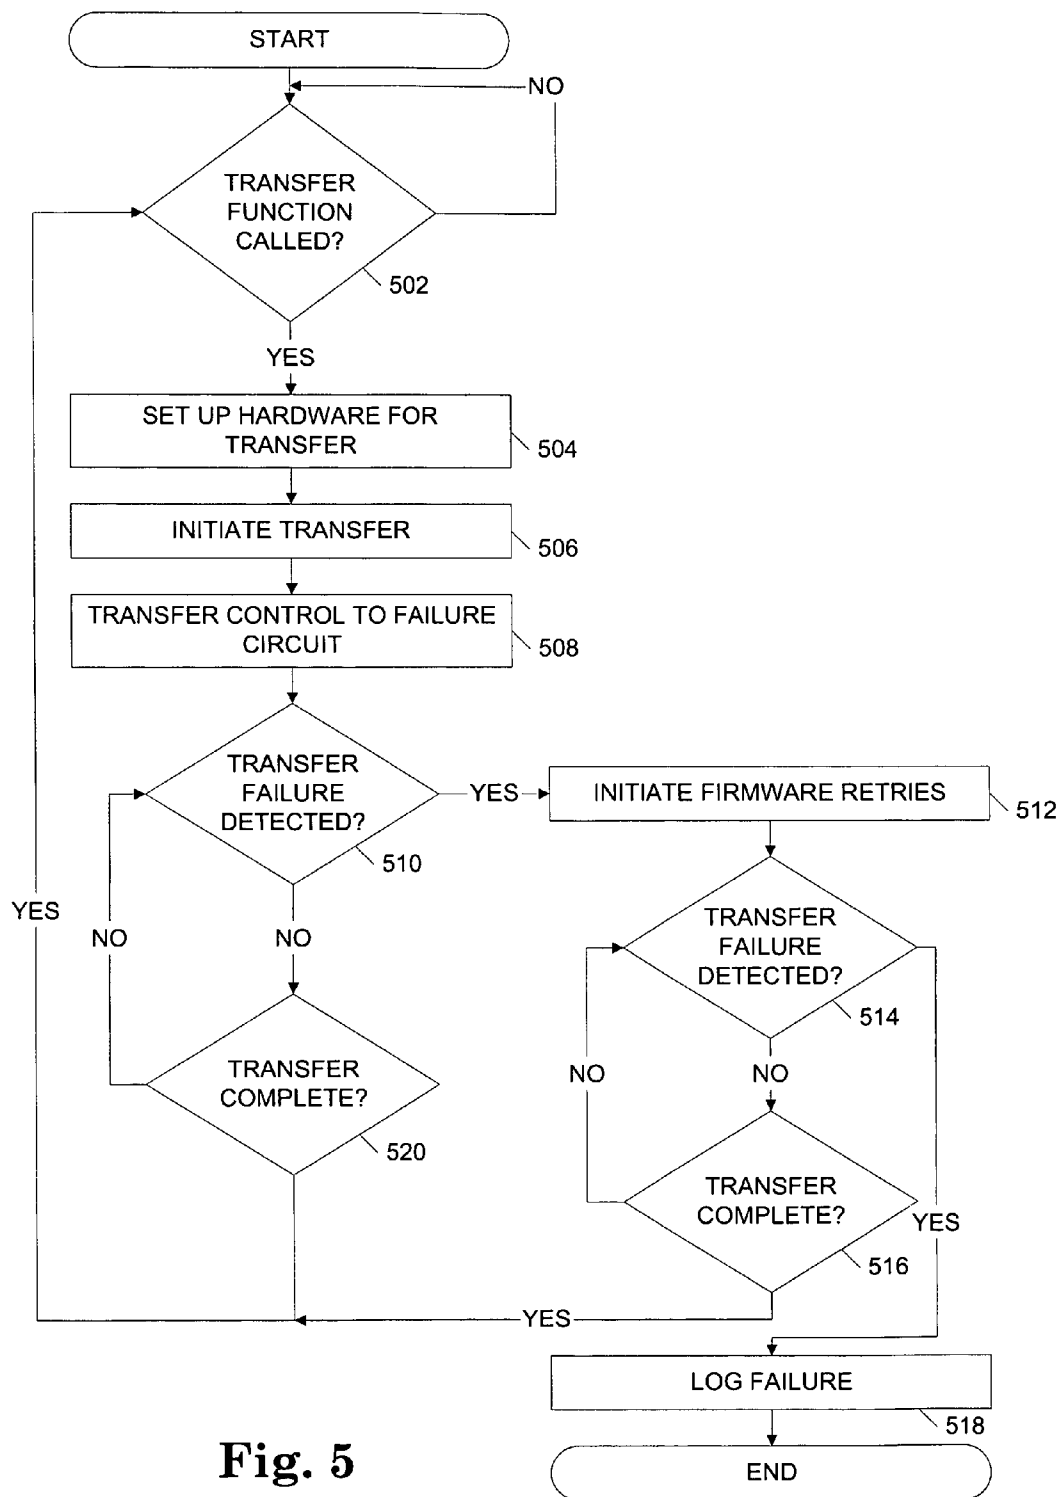 START
NO
TRANSFER
FUNCTION
CALLED?
502
YES
SET UP HARDWARE FOR
TRANSFER
504
INITIATE TRANSFER
506
TRANSFER CONTROL TO FAILURE
CIRCUIT
508
TRANSFER
FAILURE
DETECTED?
510
YES
INITIATE FIRMWARE RETRIES
512
YES
NO
NO
TRANSFER
FAILURE
DETECTED?
514
TRANSFER
COMPLETE?
520
NO
NO
TRANSFER
COMPLETE?
516
YES
YES
LOG FAILURE
518
END
Fig. 5